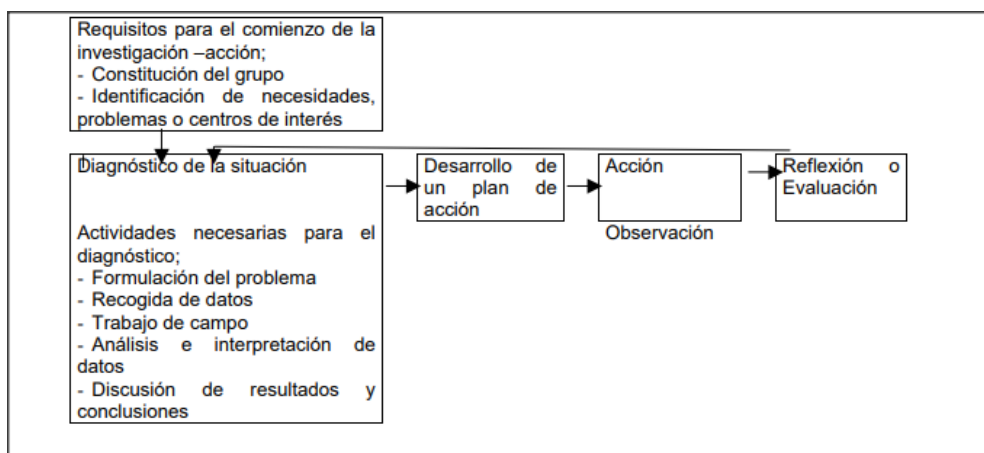 Requisitos para el comienzo de la
investigación –acción;
- Constitución del grupo
- Identificación de necesidades,
problemas o centros de interés
Diagnóstico de la situación
Actividades necesarias para el
diagnóstico;
- Formulación del problema
- Recogida de datos
- Trabajo de campo
- Análisis e interpretación de
datos
- Discusión de resultados y
conclusiones
Desarrollo de
un plan de
acción
Acción
Observación
Reflexión o
Evaluación